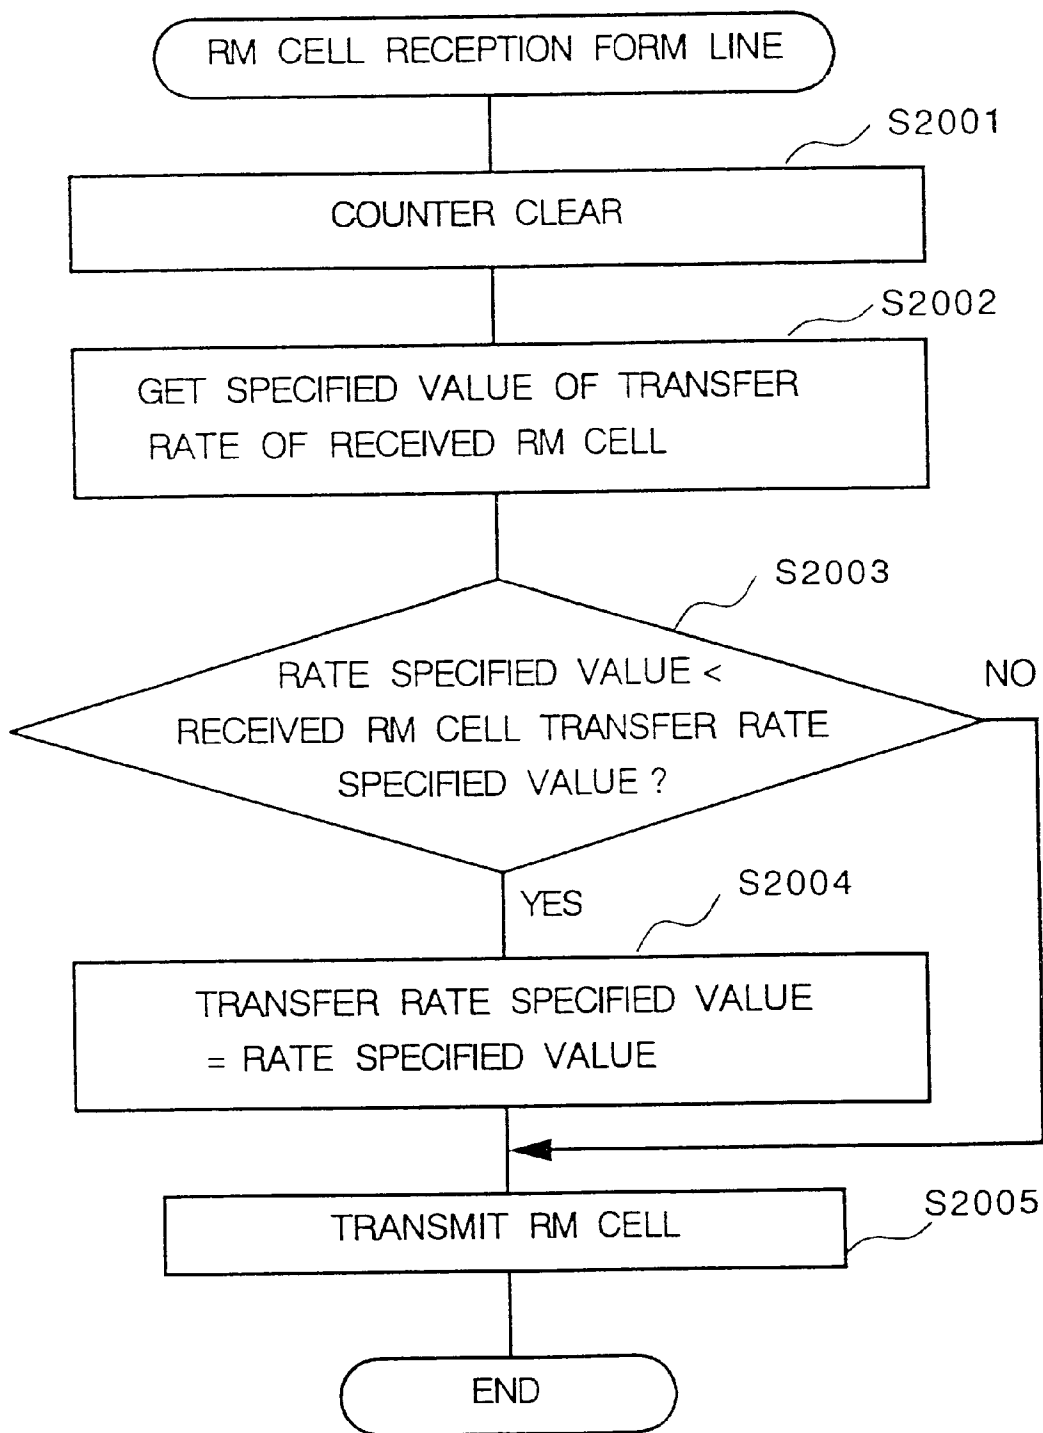 RM CELL RECEPTION FORM LINE
S2001
COUNTER CLEAR
S2002
GET SPECIFIED VALUE OF TRANSFER
RATE OF RECEIVED RM CELL
S2003
RATE SPECIFIED VALUE <
NO
RECEIVED RM CELL TRANSFER RATE
SPECIFIED VALUE ?
YES
S2004
TRANSFER RATE SPECIFIED VALUE
= RATE SPECIFIED VALUE
TRANSMIT RM CELL
S2005
END